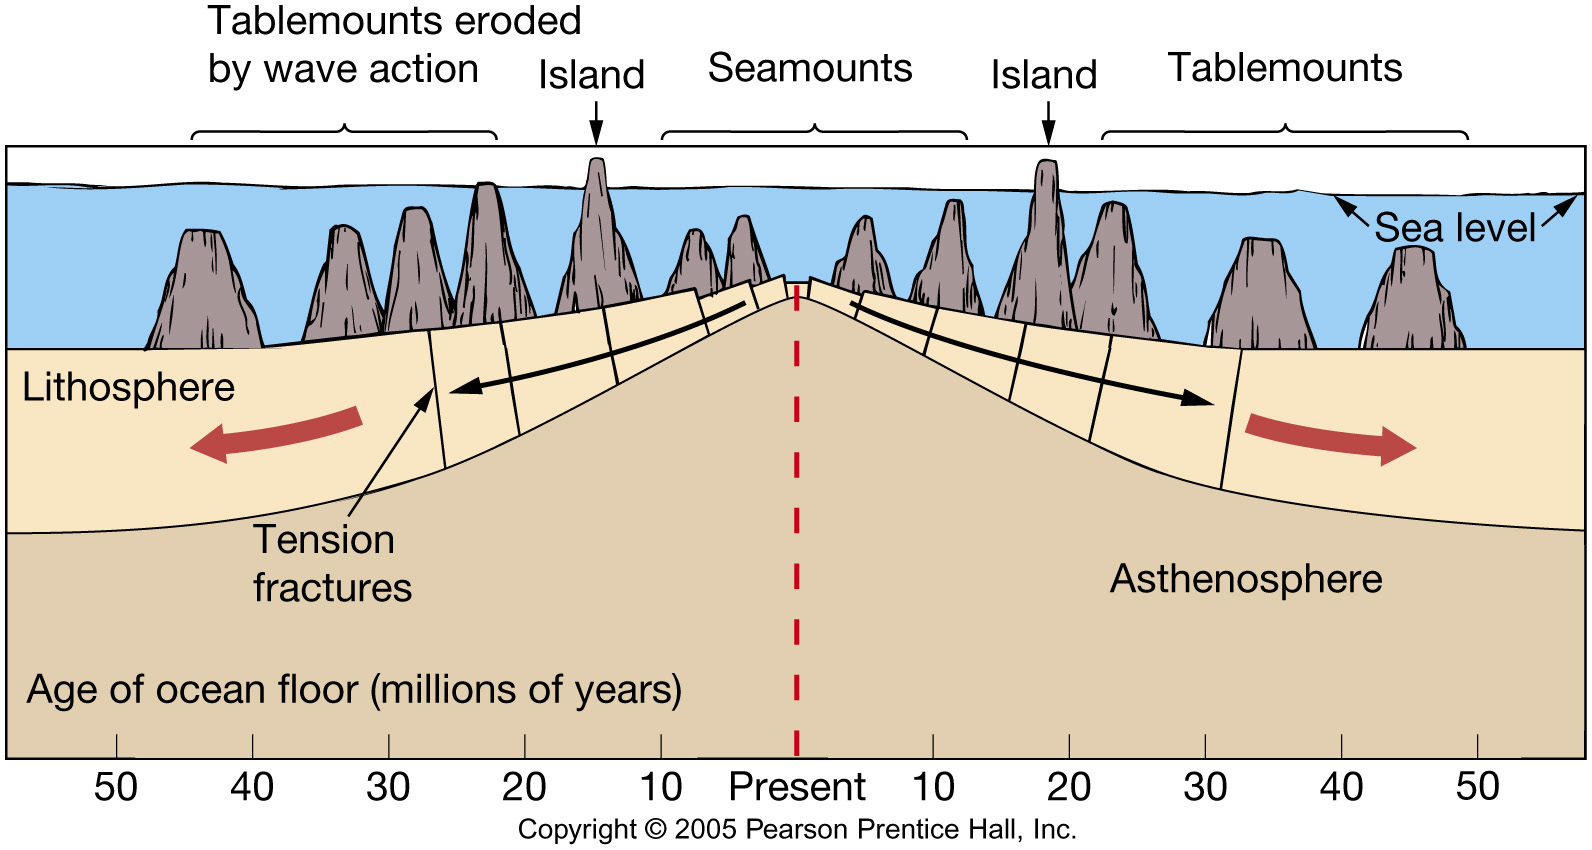 Tablemounts eroded
by wave action
Island
Seamounts
Island
Tablemounts
Sea level
Lithosphere
Tension
fractures
Asthenosphere
Age of ocean floor (millions of years)
50 40 30 20 10 Present 10 20 30 40 50
Copyright © 2005 Pearson Prentice Hall, Inc.